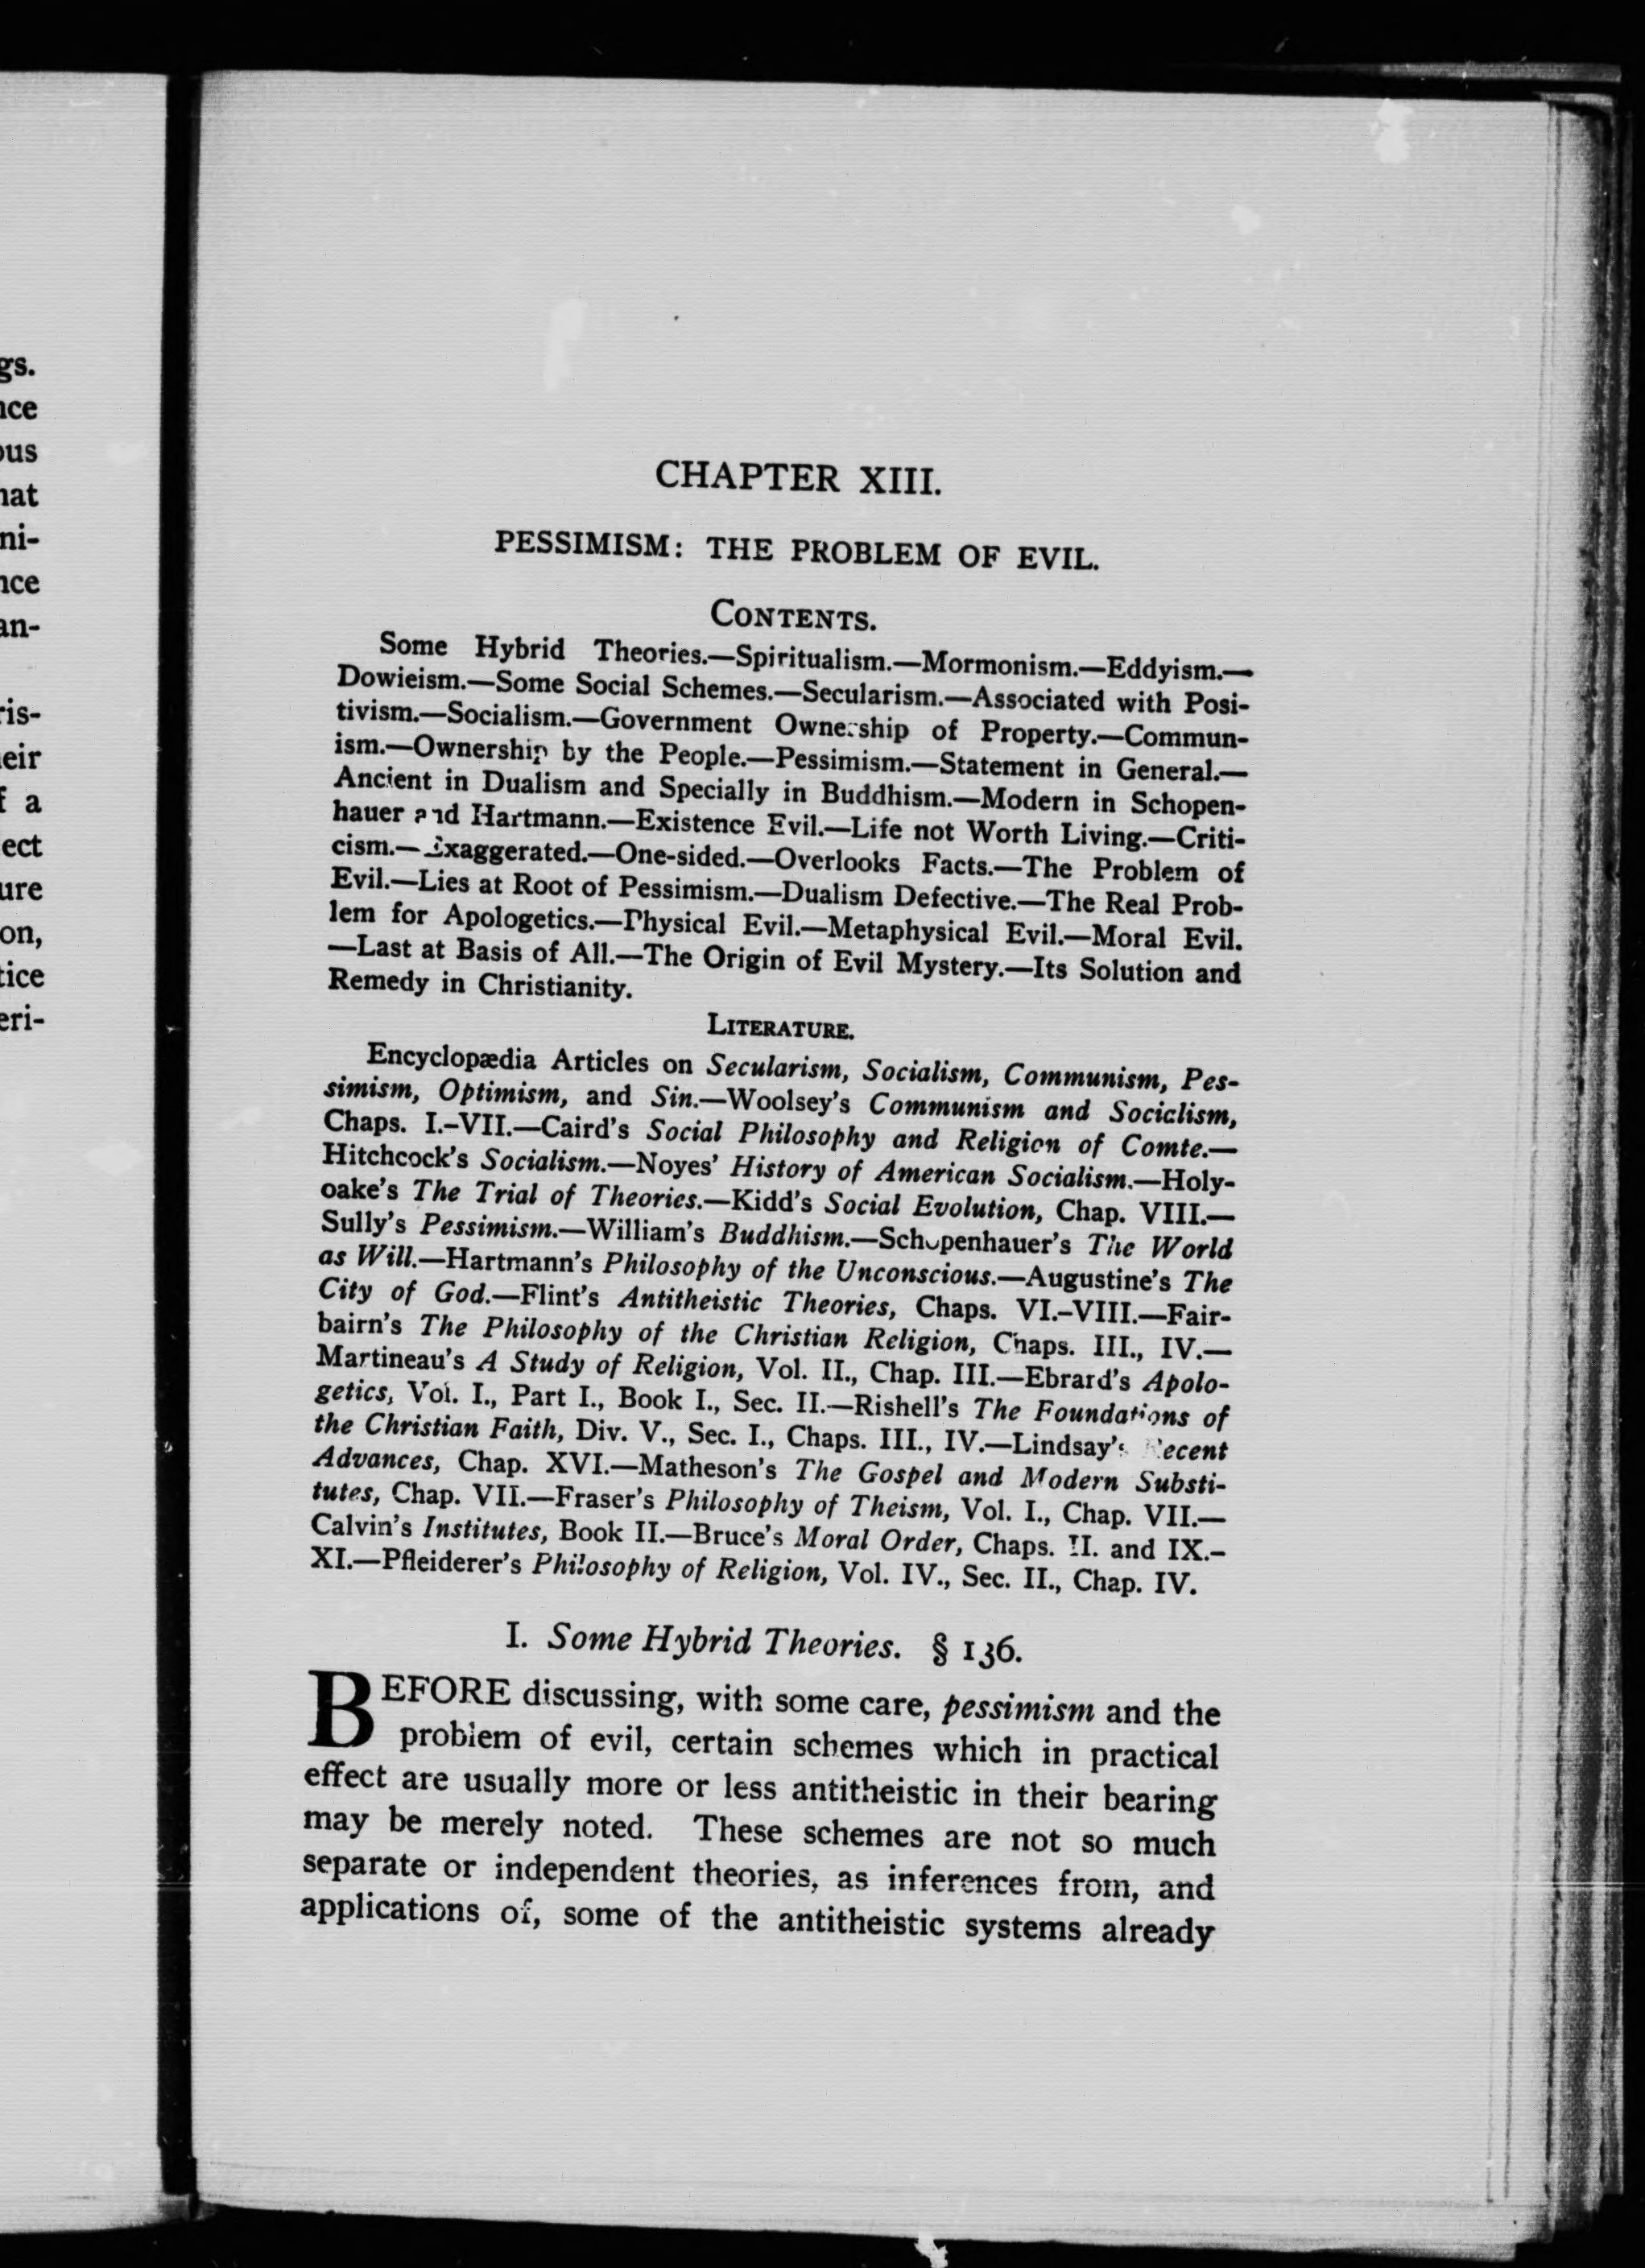 gs.
nce
ous
hat
ni-
nce
an-
ris-
eir
f a
ect
ure
on,
tice
eri-
CHAPTER XIII.
PESSIMISM: THE PROBLEM OF EVIL.
CONTENTS.
Some Hybrid Theories.—Spiritualism.—Mormonism.—Eddyism.—
Dowieism.—Some Social Schemes.—Secularism.—Associated with Posi-
tivism.—Socialism.—Government Ownership of Property.—Commun-
ism.—Ownership by the People.—Pessimism.—Statement in General.—
Ancient in Dualism and Specially in Buddhism.—Modern in Schopen-
hauer and Hartmann.—Existence Evil.—Life not Worth Living.—Criti-
cism.—Exaggerated.—One-sided.—Overlooks Facts.—The Problem of
Evil.—Lies at Root of Pessimism.—Dualism Defective.—The Real Prob-
lem for Apologetics.—Physical Evil.—Metaphysical Evil.—Moral Evil.
—Last at Basis of All.—The Origin of Evil Mystery.—Its Solution and
Remedy in Christianity.
LITERATURE.
Encyclopædia Articles on Secularism, Socialism, Communism, Pes-
simism, Optimism, and Sin.—Woolsey's Communism and Socialism,
Chaps. I.-VII.—Caird's Social Philosophy and Religion of Comte.—
Hitchcock's Socialism.—Noyes' History of American Socialism.—Holy-
oake's The Trial of Theories.—Kidd's Social Evolution, Chap. VIII.—
Sully's Pessimism.—William's Buddhism.—Schopenhauer's The World
as Will.—Hartmann's Philosophy of the Unconscious.—Augustine's The
City of God.—Flint's Antitheistic Theories, Chaps. VI.-VIII.—Fair-
bairn's The Philosophy of the Christian Religion, Chaps. III., IV.—
Martineau's A Study of Religion, Vol. II., Chap. III.—Ebrard's Apolo-
getics, Vol. I., Part I., Book I., Sec. II.—Rishell's The Foundations of
the Christian Faith, Div. V., Sec. I., Chaps. III., IV.—Lindsay's Recent
Advances, Chap. XVI.—Matheson's The Gospel and Modern Substi-
tutes, Chap. VII.—Fraser's Philosophy of Theism, Vol. I., Chap. VII.—
Calvin's Institutes, Book II.—Bruce's Moral Order, Chaps. II. and IX.-
XI.—Pfleiderer's Philosophy of Religion, Vol. IV., Sec. II., Chap. IV.
I. Some Hybrid Theories. § 136.
BEFORE discussing, with some care, pessimism and the
problem of evil, certain schemes which in practical
effect are usually more or less antitheistic in their bearing
may be merely noted. These schemes are not so much
separate or independent theories, as inferences from, and
applications of, some of the antitheistic systems already